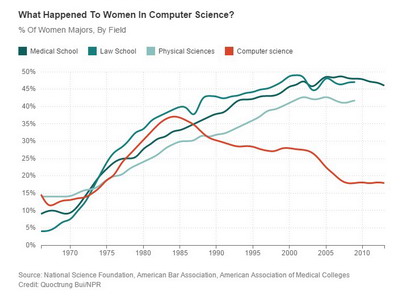 What Happened To Women In Computer Science?
% Of Women Majors, By Field
Medical School Law School Physical Sciences Computer science
50%
45%
40%
35%
30%
25%
20%
15%
10%
5%
0%
1970 1975 1980 1985 1990 1995 2000 2005 2010
Source: National Science Foundation, American Bar Association, American Association of Medical Colleges
Credit: Quoctrung Bui/NPR